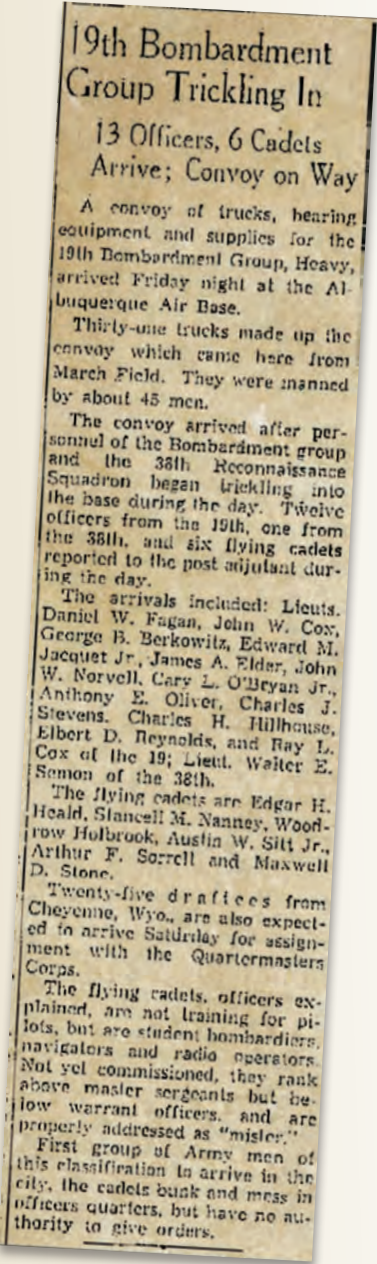 19th Bombardment
Group Trickling In
13 Officers, 6 Cadets
Arrive; Convoy on Way
A convoy of trucks, bearing
equipment and supplies for the
19th Bombardment Group, Heavy,
arrived Friday night at the Al-
buquerque Air Base.
Thirty-one trucks made up the
convoy which came here from
March Field. They were manned
by about 45 men.
The convoy arrived after per-
sonnel of the Bombardment group
and the 38th Reconnaissance
Squadron began trickling into
the base during the day. Twelve
officers from the 19th, one from
the 38th, and six flying cadets
reported to the post adjutant dur-
ing the day.
The arrivals included: Lieuts.
Daniel W. Fagan, John W. Cox,
George B. Berkowitz, Edward M.
Jacquet Jr., James A. Elder, John
W. Norvell, Cary L. O'Bryan Jr.,
Anthony E. Oliver, Charles J.
Stevens, Charles H. Hillhouse,
Elbert D. Reynolds, and Ray L.
Cox of the 19; Lieut. Walter E.
Semon of the 38th.
The flying cadets are Edgar H.
Heald, Stancell M. Nanney, Wood-
row Holbrook, Austin W. Sitt Jr.,
Arthur F. Sorrell and Maxwell
D. Stone.
Twenty-five draftees from
Cheyenne, Wyo., are also expect-
ed to arrive Saturday for assign-
ment with the Quartermasters
Corps.
The flying cadets, officers ex-
plained, are not training for pi-
lots, but are student bombardiers,
navigators and radio operators.
Not yet commissioned, they rank
above master sergeants but be-
low warrant officers, and are
properly addressed as "mister."
First group of Army men of
this classification to arrive in the
city, the cadets bunk and mess in
officers quarters, but have no au-
thority to give orders.